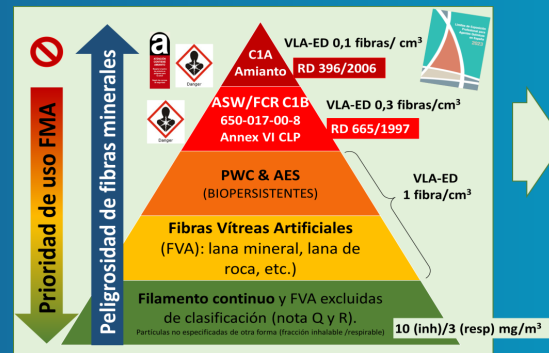 Prioridad de uso FMA
Peligrosidad de fibras minerales
a
Danger
C1A
Amianto
VLA-ED 0,1 fibras/ cm³
RD 396/2006
Danger
ASW/FCR C1B
650-017-00-8
Annex VI CLP
VLA-ED 0,3 fibras/cm³
RD 665/1997
PWC & AES
(BIOPERSISTENTES)
VLA-ED
1 fibra/cm³
Fibras Vítreas Artificiales
(FVA): lana mineral, lana de
roca, etc.)
Filamento continuo y FVA excluidas
de clasificación (nota Q y R).
Partículas no especificadas de otra forma (fracción inhalable /respirable)
10 (inh)/3 (resp) mg/m³